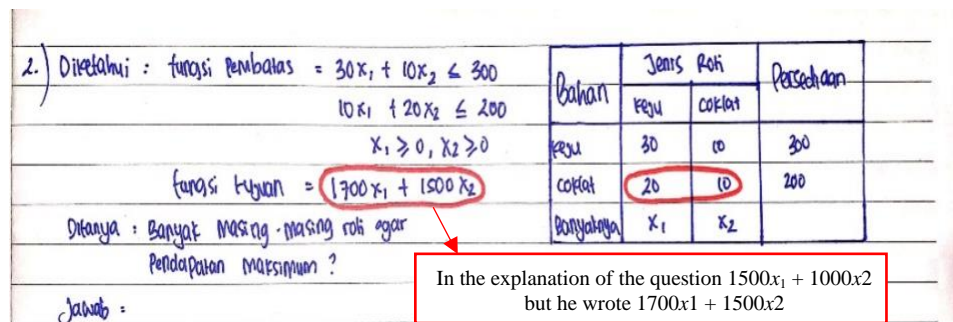 2.) Diketahui : fungsi Pembatas = 30x₁ + 10x₂ ≤ 300
10x₁ + 20x₂ ≤ 200
x₁ ≥ 0, x₂ ≥ 0
fungsi tujuan = 1700x₁ + 1500x₂
Ditanya : Banyak Masing-masing roti agar
Pendapatan Maksimum ?
Jawab :
Bahan Jenis Roti Persediaan
keju coklat
keju 30 10 300
coklat 20 10 200
Banyaknya x₁ x₂
In the explanation of the question 1500x₁ + 1000x2
but he wrote 1700x1 + 1500x2